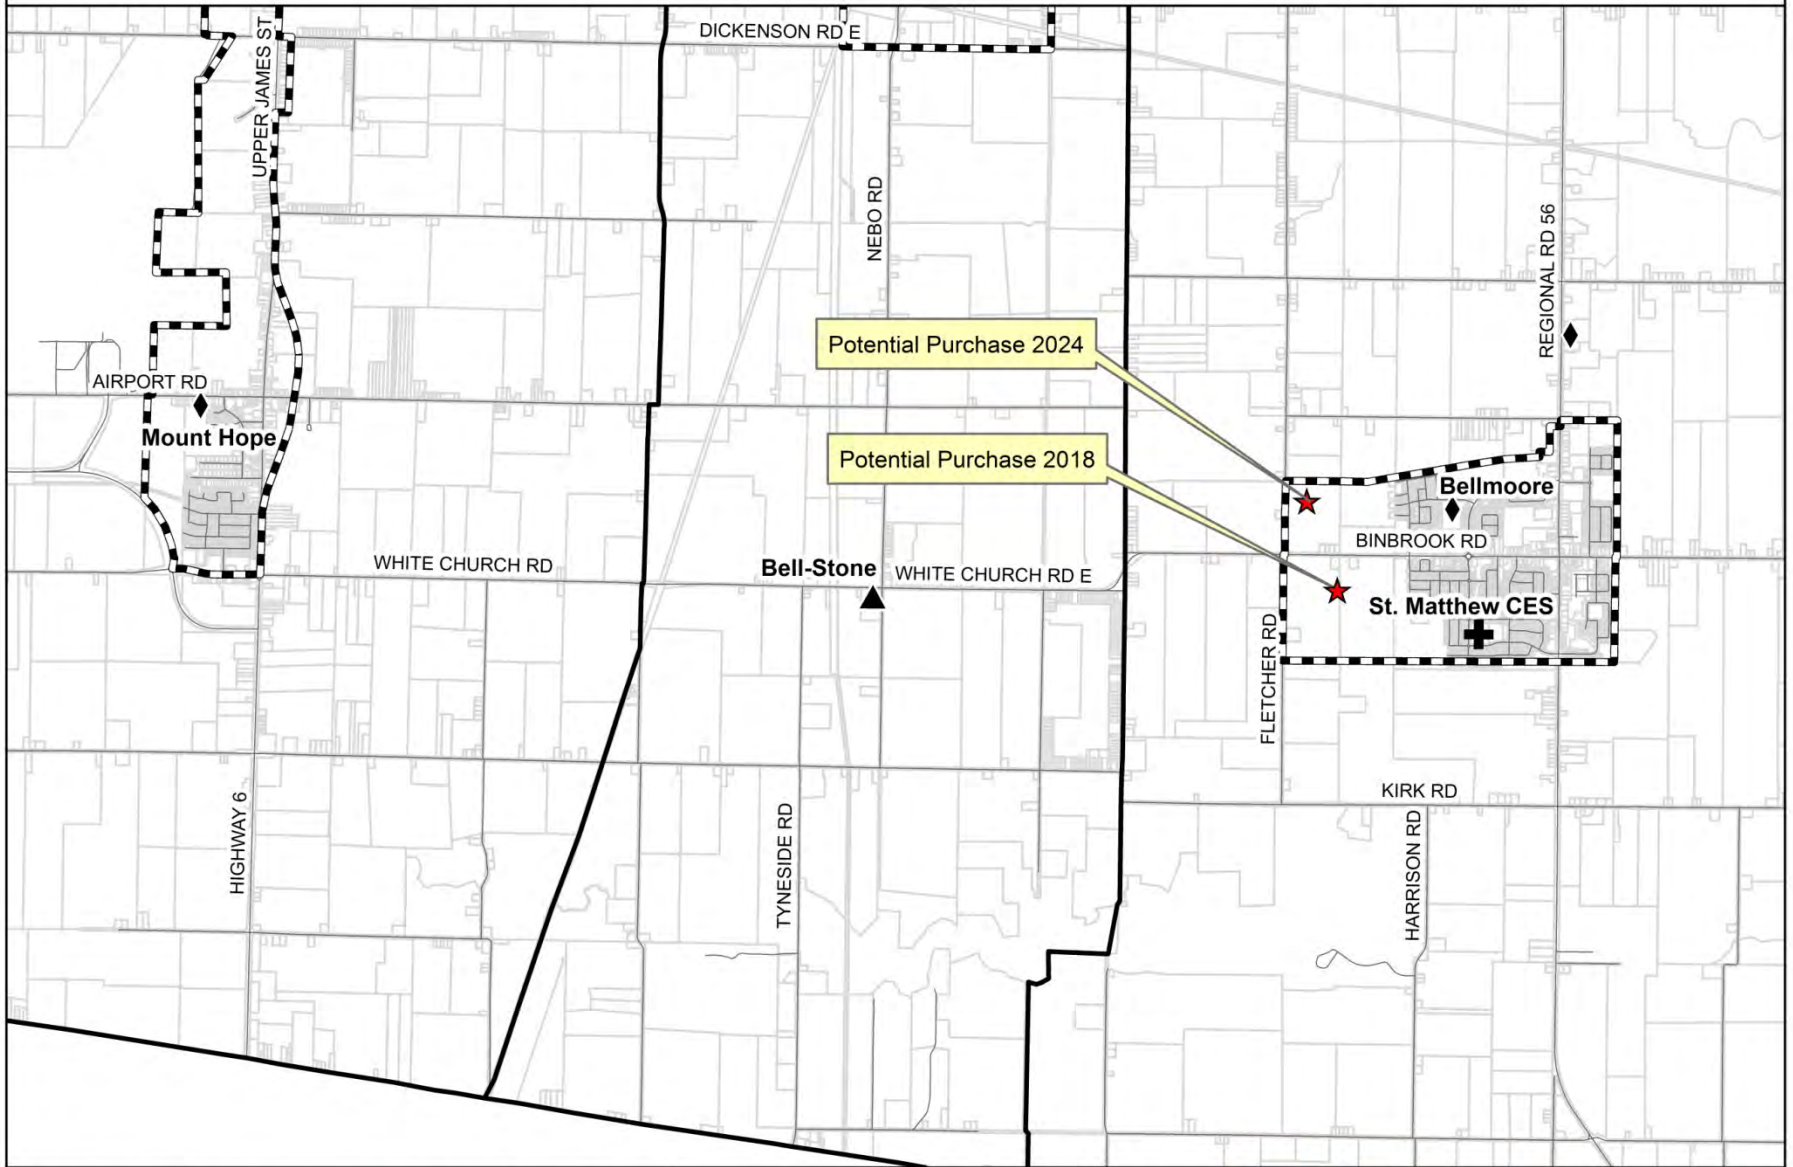 DICKENSON RD E
UPPER JAMES ST
NEBO RD
REGIONAL RD 56
Potential Purchase 2024
AIRPORT RD
Mount Hope
Potential Purchase 2018
Bellmoore
BINBROOK RD
WHITE CHURCH RD
Bell-Stone
WHITE CHURCH RD E
St. Matthew CES
FLETCHER RD
KIRK RD
HIGHWAY 6
TYNESIDE RD
HARRISON RD